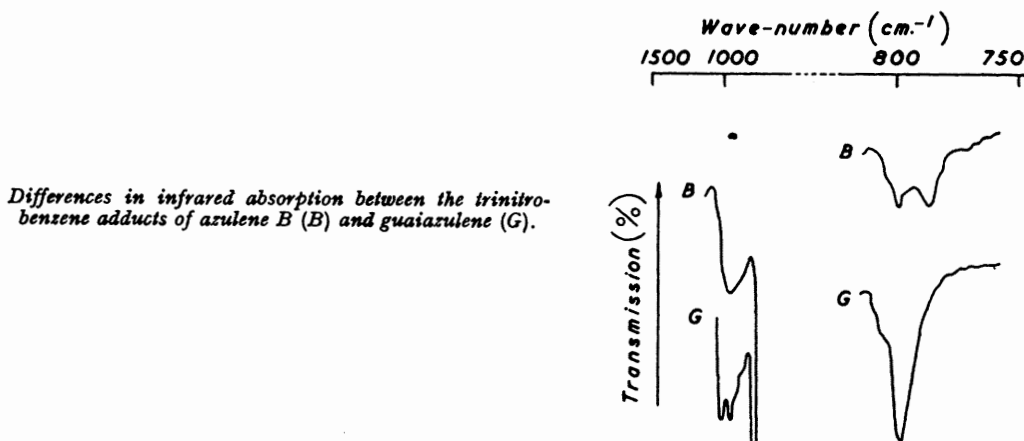 Differences in infrared absorption between the trinitro-
benzene adducts of azulene B (B) and guaiazulene (G).
Wave-number (cm.⁻¹)
1500 1000 800 750
B
B
G
G
Transmission (%)